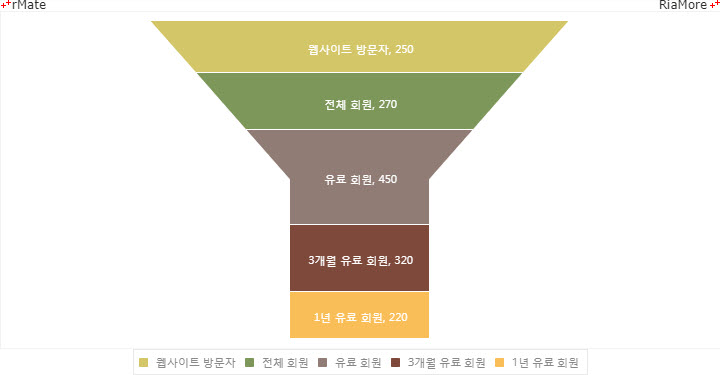 rMate
RiaMore
웹사이트 방문자, 250
전체 회원, 270
유료 회원, 450
3개월 유료 회원, 320
1년 유료 회원, 220
웹사이트 방문자 전체 회원 유료 회원 3개월 유료 회원 1년 유료 회원